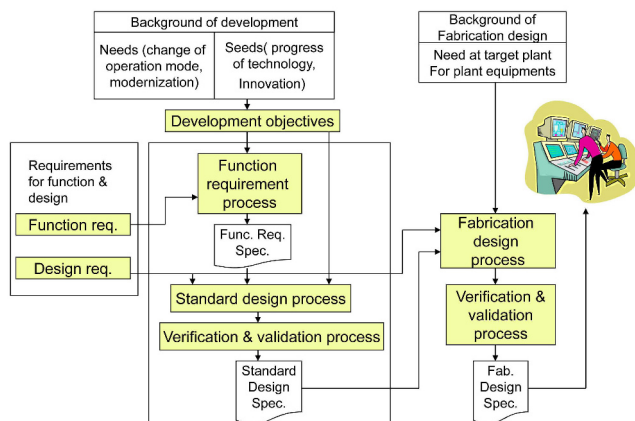 Background of development
Needs (change of
operation mode,
modernization)
Seeds( progress
of technology,
Innovation)
Background of
Fabrication design
Need at target plant
For plant equipments
Development objectives
Requirements
for function &
design
Function req.
Design req.
Function
requirement
process
Func. Req.
Spec.
Standard design process
Verification & validation process
Standard
Design
Spec.
Fabrication
design
process
Verification &
validation
process
Fab.
Design
Spec.